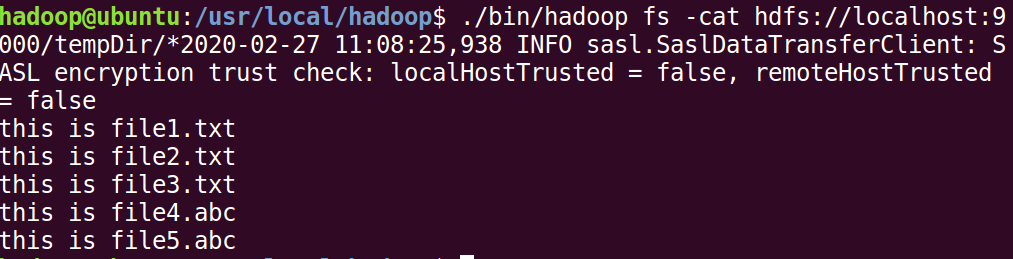 hadoop@ubuntu:/usr/local/hadoop$ ./bin/hadoop fs -cat hdfs://localhost:9
000/tempDir/*2020-02-27 11:08:25,938 INFO sasl.SaslDataTransferClient: S
ASL encryption trust check: localHostTrusted = false, remoteHostTrusted
= false
this is file1.txt
this is file2.txt
this is file3.txt
this is file4.abc
this is file5.abc